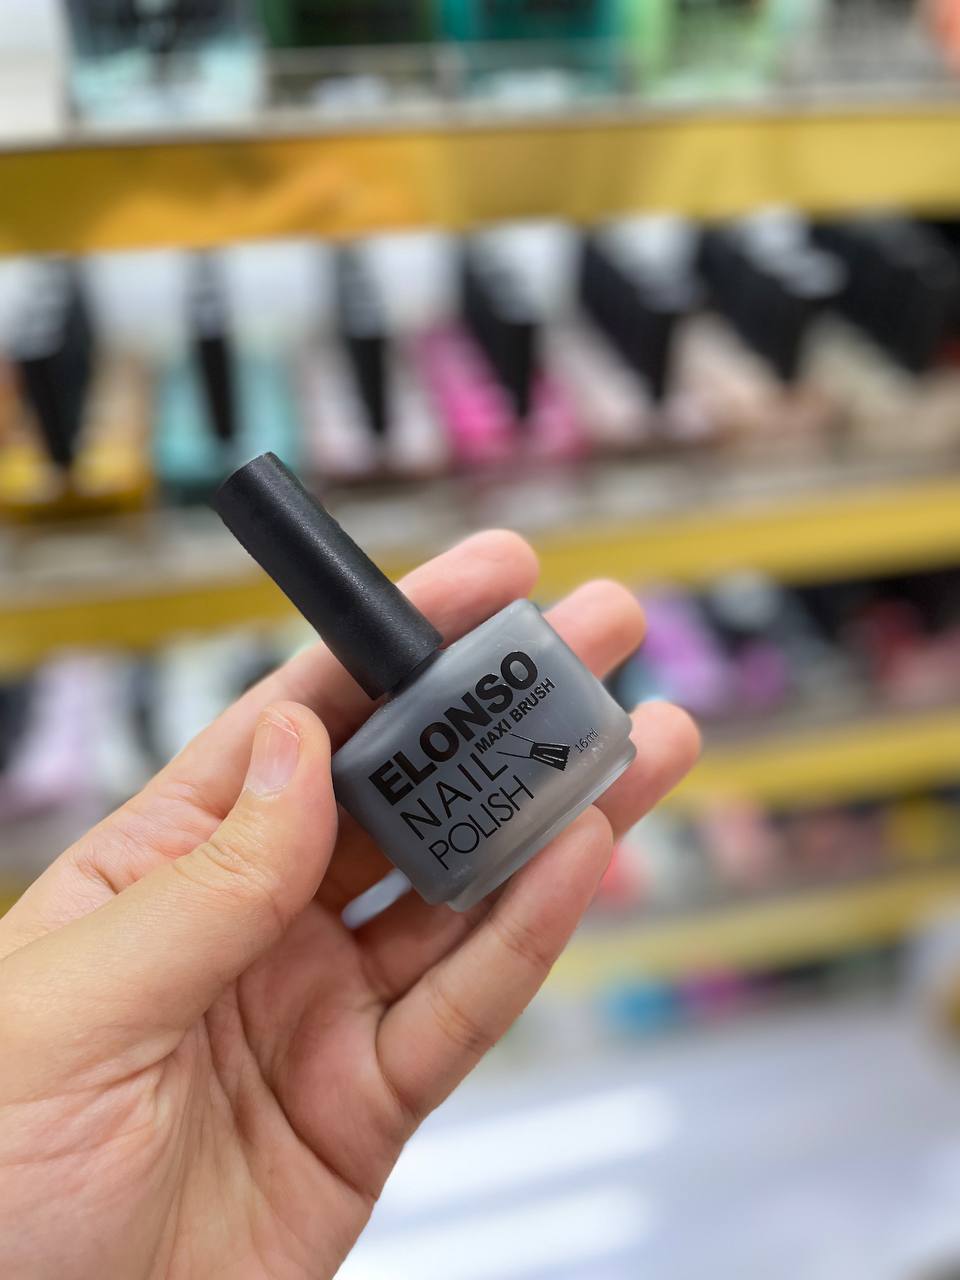 ELONSO
MAXI BRUSH
NAIL
POLISH
16ml